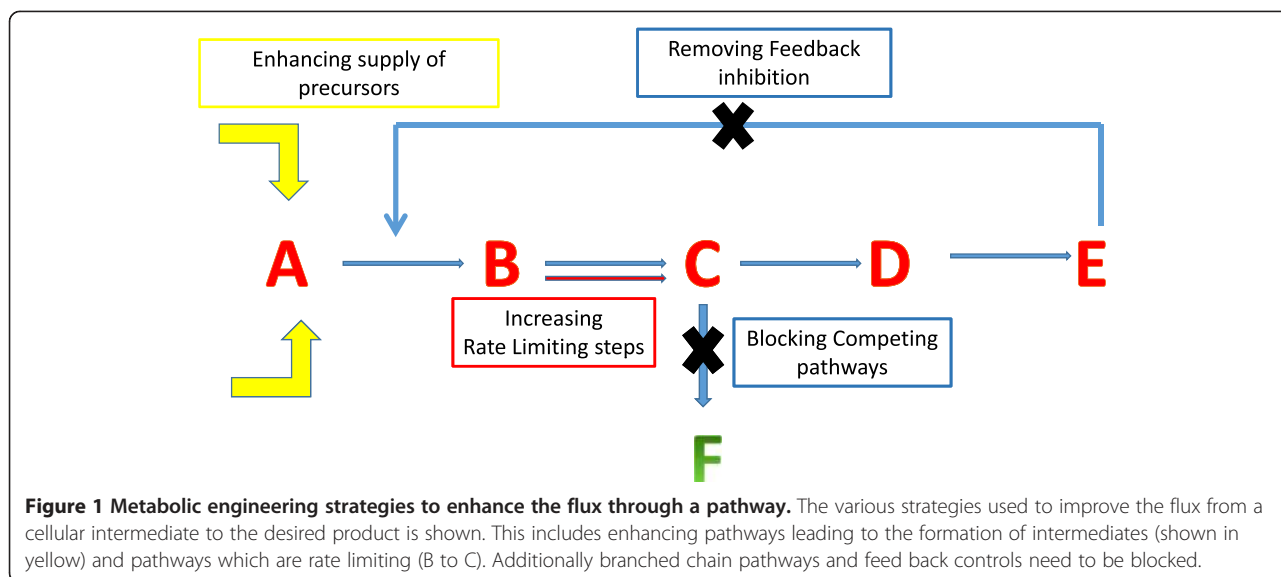 Enhancing supply of
precursors
Removing Feedback
inhibition
A
B
C
D
E
Increasing
Rate Limiting steps
Blocking Competing
pathways
F
Figure 1 Metabolic engineering strategies to enhance the flux through a pathway. The various strategies used to improve the flux from a
cellular intermediate to the desired product is shown. This includes enhancing pathways leading to the formation of intermediates (shown in
yellow) and pathways which are rate limiting (B to C). Additionally branched chain pathways and feed back controls need to be blocked.